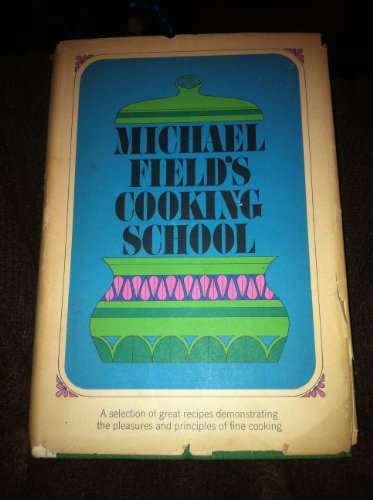 MICHAEL
FIELD'S
COOKING
SCHOOL
A selection of great recipes demonstrating
the pleasures and principles of fine cooking